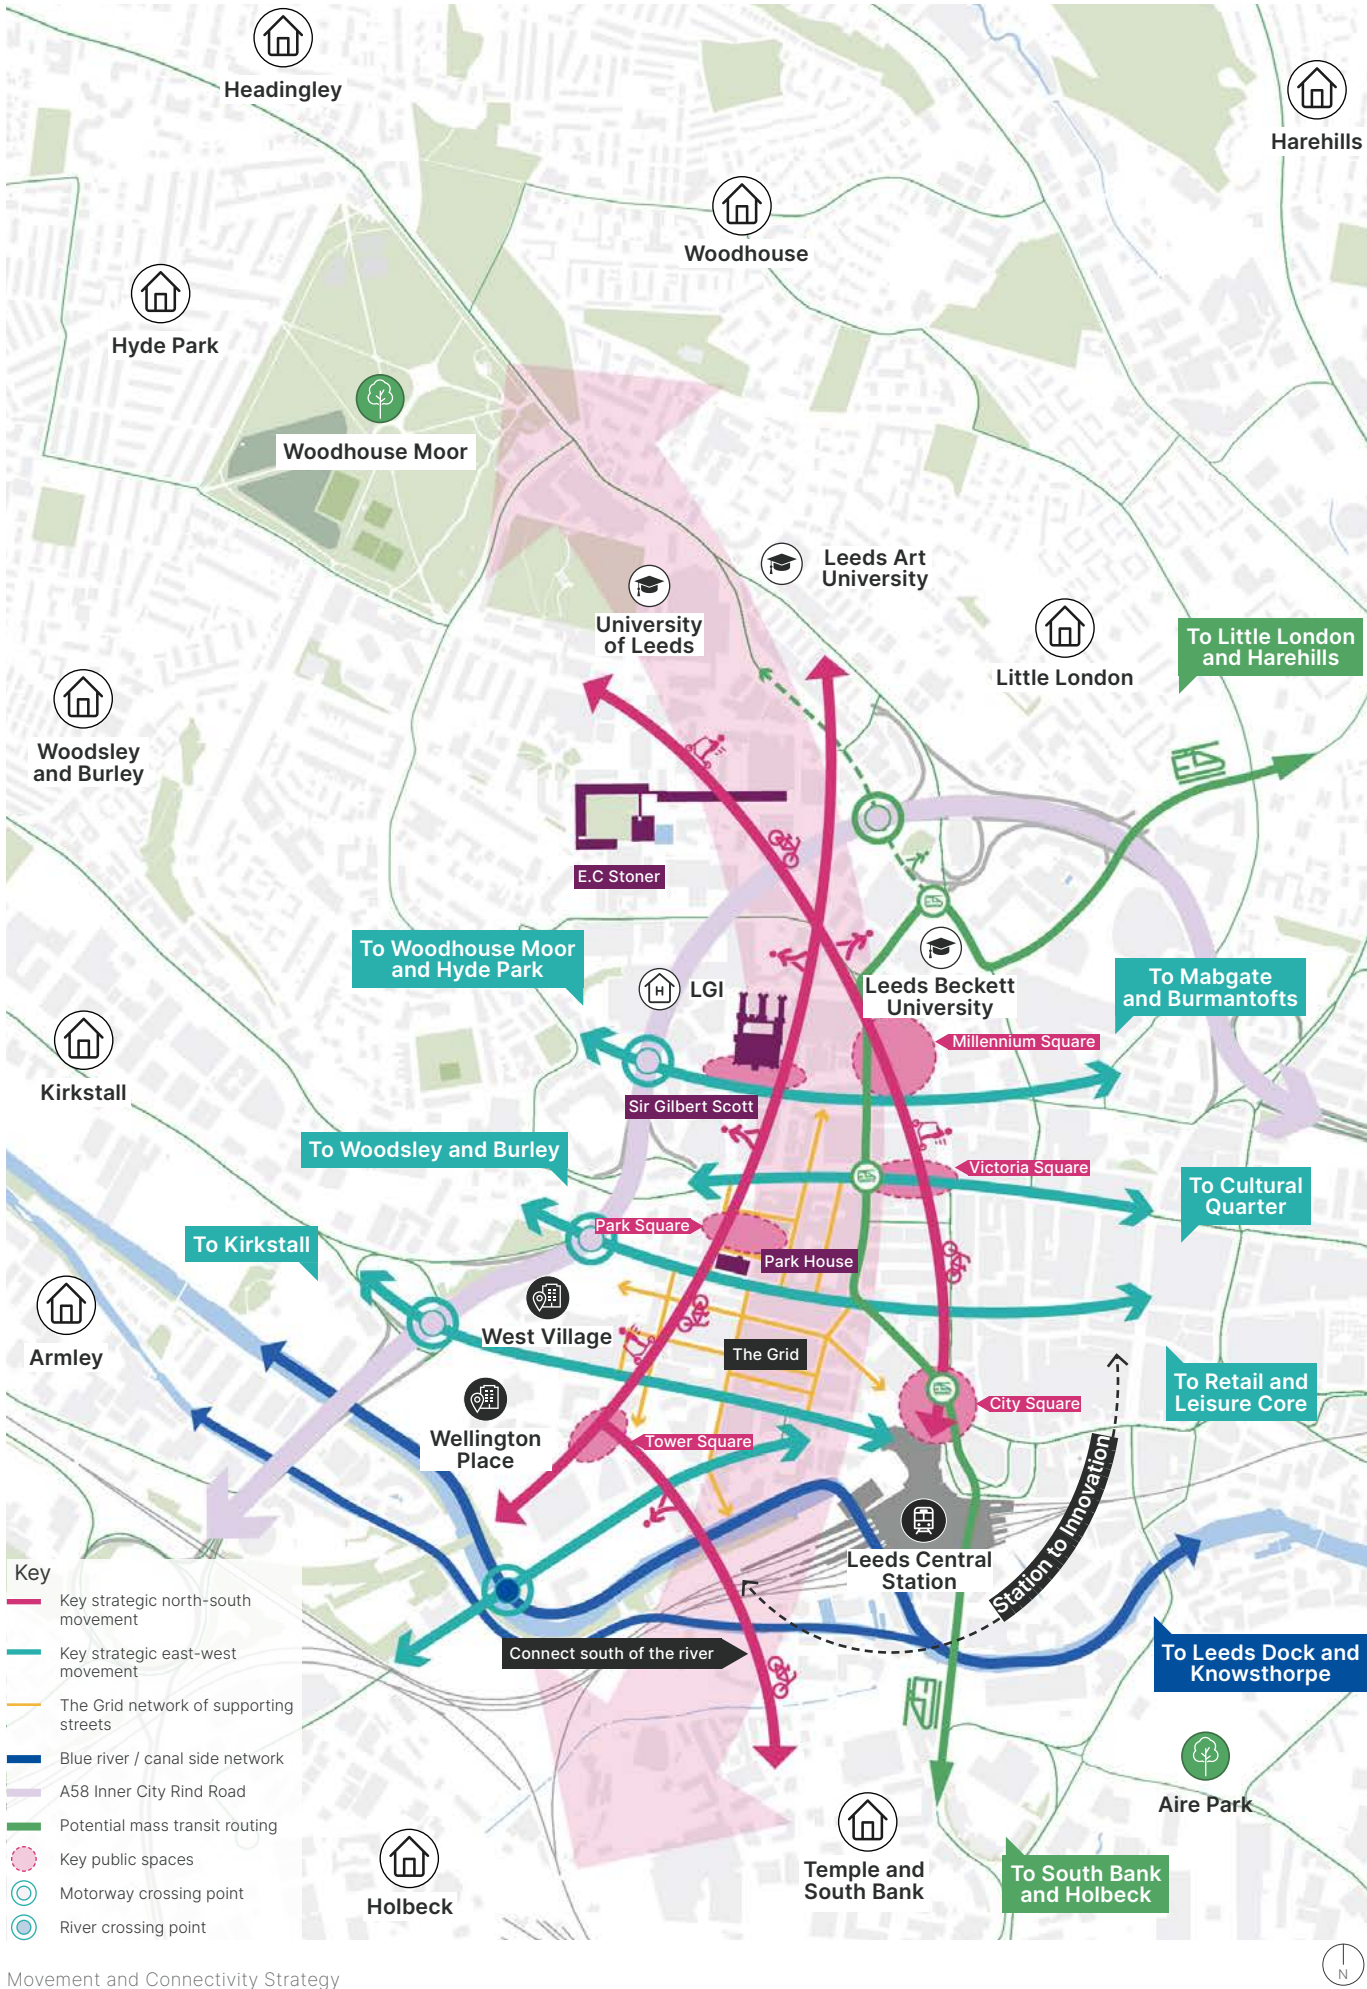 Headingley
Harehills
Woodhouse
Hyde Park
Woodhouse Moor
Leeds Art
University
University
of Leeds
Little London
To Little London
and Harehills
Woodsley
and Burley
E.C Stoner
To Woodhouse Moor
and Hyde Park
H
LGI
Leeds Beckett
University
To Mabgate
and Burmantofts
Millennium Square
Kirkstall
Sir Gilbert Scott
To Woodsley and Burley
Victoria Square
To Cultural
Quarter
Park Square
To Kirkstall
Park House
Armley
West Village
The Grid
To Retail and
Leisure Core
City Square
Wellington
Place
Tower Square
Station to Innovation
Leeds Central
Station
Connect south of the river
To Leeds Dock and
Knowsthorpe
Aire Park
Temple and
South Bank
To South Bank
and Holbeck
Holbeck
Key
Key strategic north-south
movement
Key strategic east-west
movement
The Grid network of supporting
streets
Blue river / canal side network
A58 Inner City Rind Road
Potential mass transit routing
Key public spaces
Motorway crossing point
River crossing point
N
Movement and Connectivity Strategy